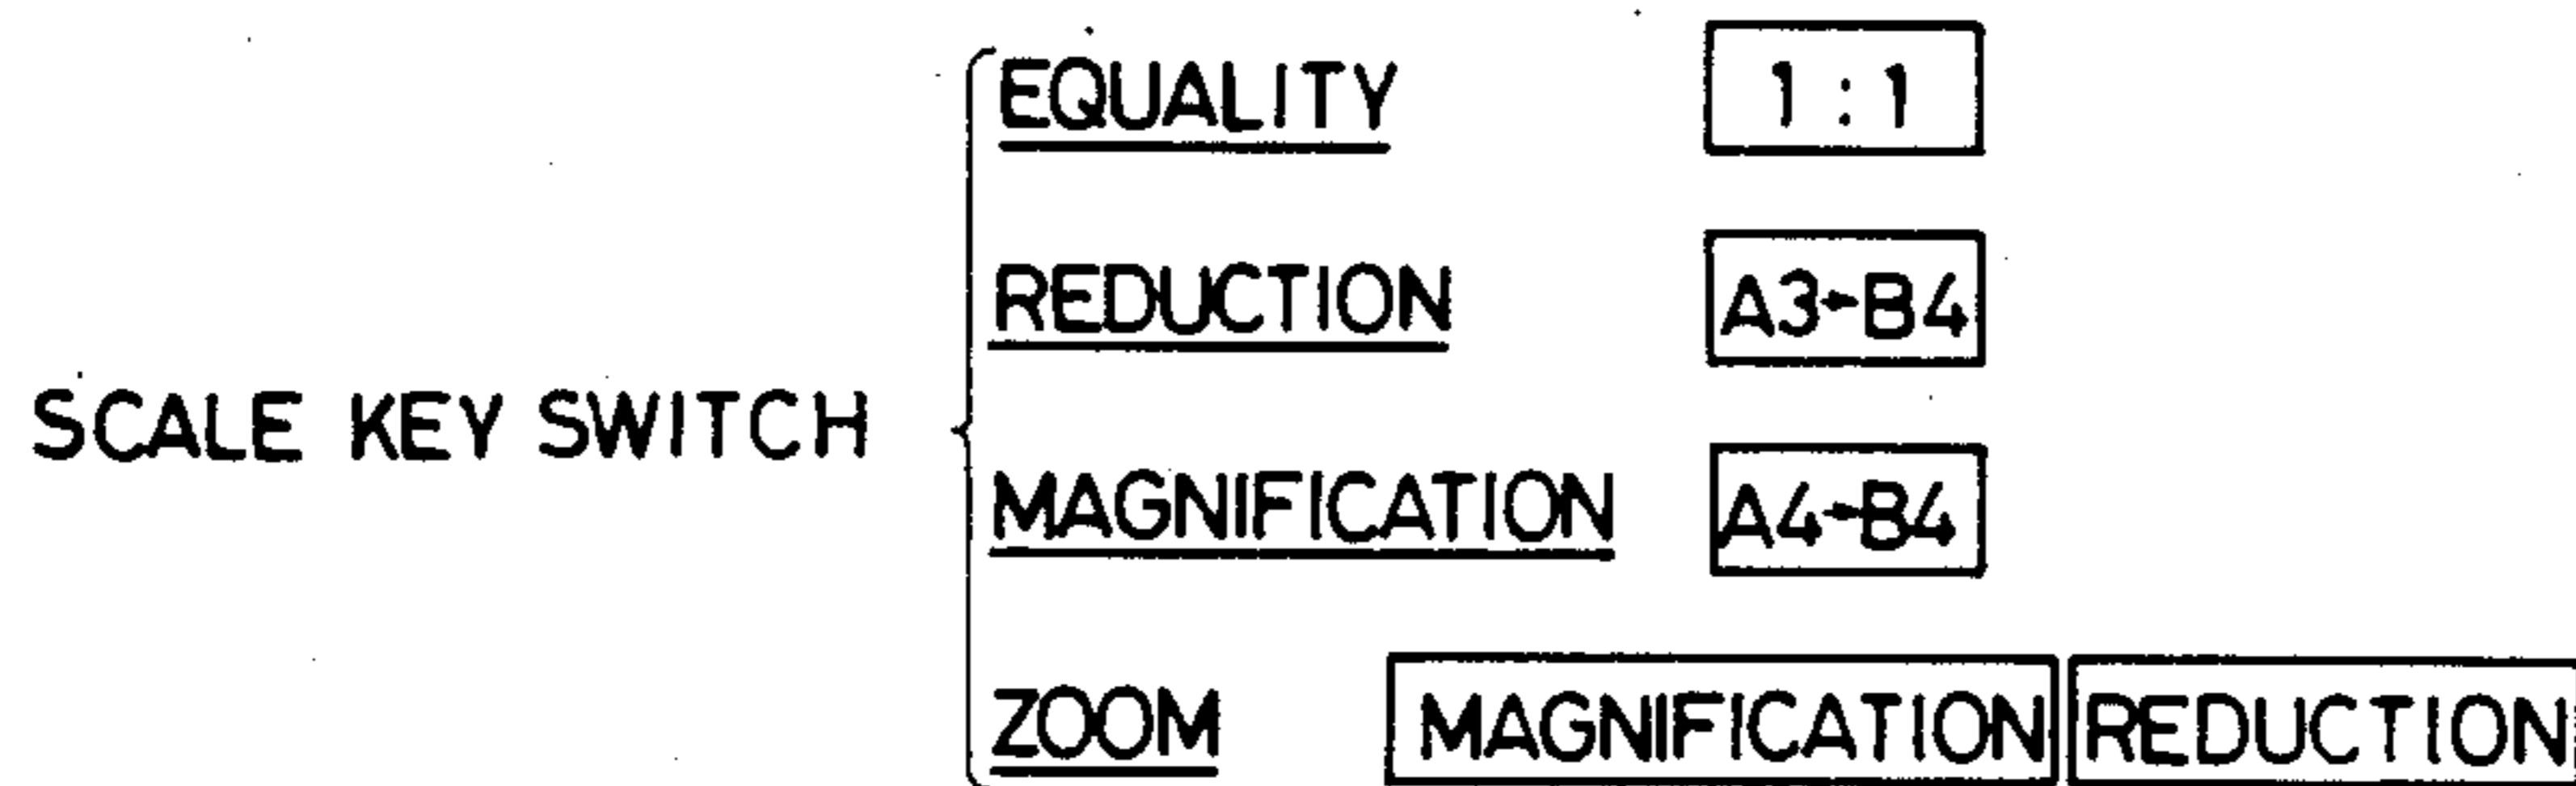 EQUALITY 1:1
REDUCTION A3→B4
SCALE KEY SWITCH
MAGNIFICATION A4→B4
ZOOM MAGNIFICATION REDUCTION